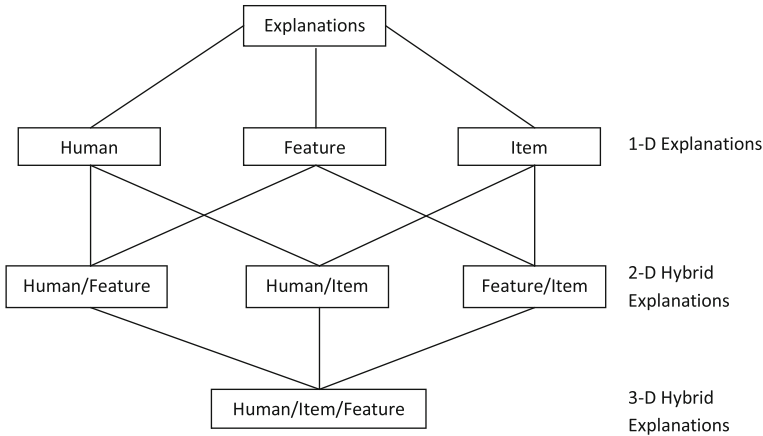 Explanations
Human
Feature
Item
1-D Explanations
Human/Feature
Human/Item
Feature/Item
2-D Hybrid
Explanations
Human/Item/Feature
3-D Hybrid
Explanations